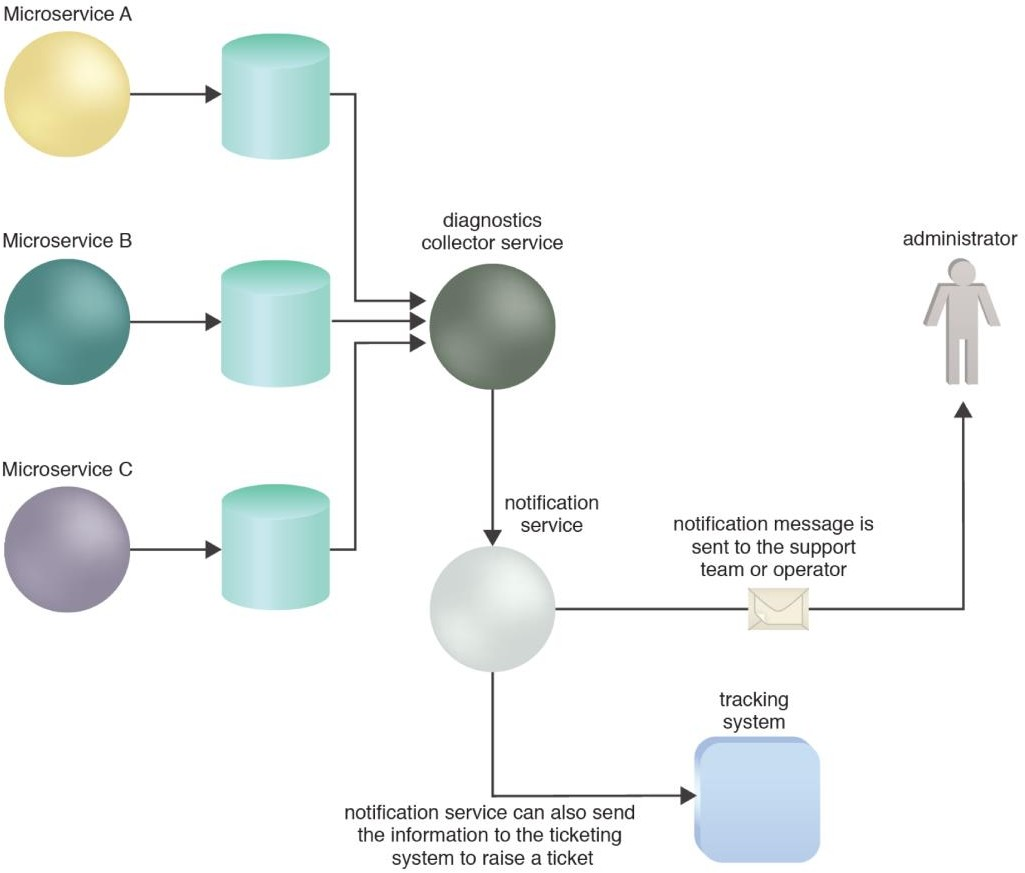 Microservice A
diagnostics
collector service
Microservice B
administrator
Microservice C
notification
service
notification message is
sent to the support
team or operator
tracking
system
notification service can also send
the information to the ticketing
system to raise a ticket